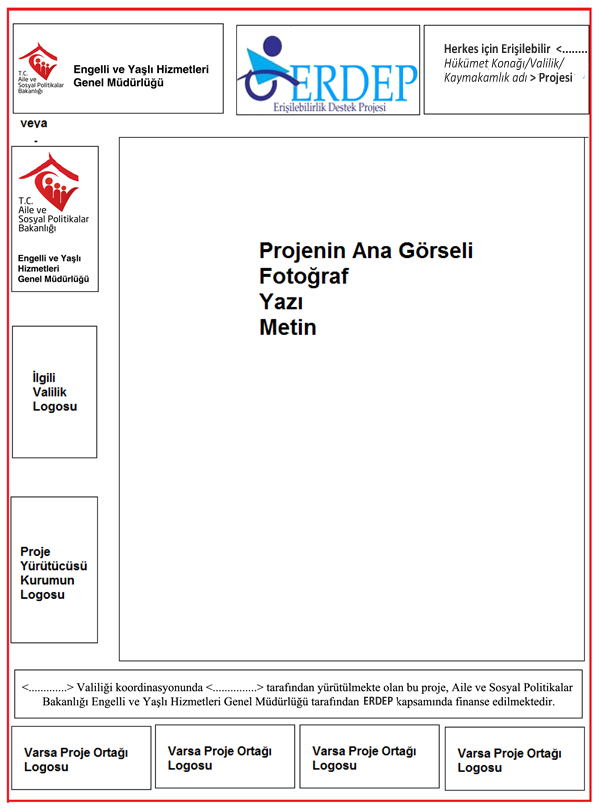 T.C.
Aile ve
Sosyal Politikalar
Bakanlığı
Engelli ve Yaşlı Hizmetleri
Genel Müdürlüğü
ERDEP
Erişilebilirlik Destek Projesi
Herkes için Erişilebilir <........
Hükümet Konağı/Valilik/
Kaymakamlık adı > Projesi
veya
T.C.
Aile ve
Sosyal Politikalar
Bakanlığı
Engelli ve Yaşlı
Hizmetleri
Genel Müdürlüğü
Projenin Ana Görseli
Fotoğraf
Yazı
Metin
İlgili
Valilik
Logosu
Proje
Yürütücüsü
Kurumun
Logosu
<.............> Valiliği koordinasyonunda <...............> tarafından yürütülmekte olan bu proje, Aile ve Sosyal Politikalar
Bakanlığı Engelli ve Yaşlı Hizmetleri Genel Müdürlüğü tarafından ERDEP kapsamında finanse edilmektedir.
Varsa Proje Ortağı
Logosu
Varsa Proje Ortağı
Logosu
Varsa Proje Ortağı
Logosu
Varsa Proje Ortağı
Logosu